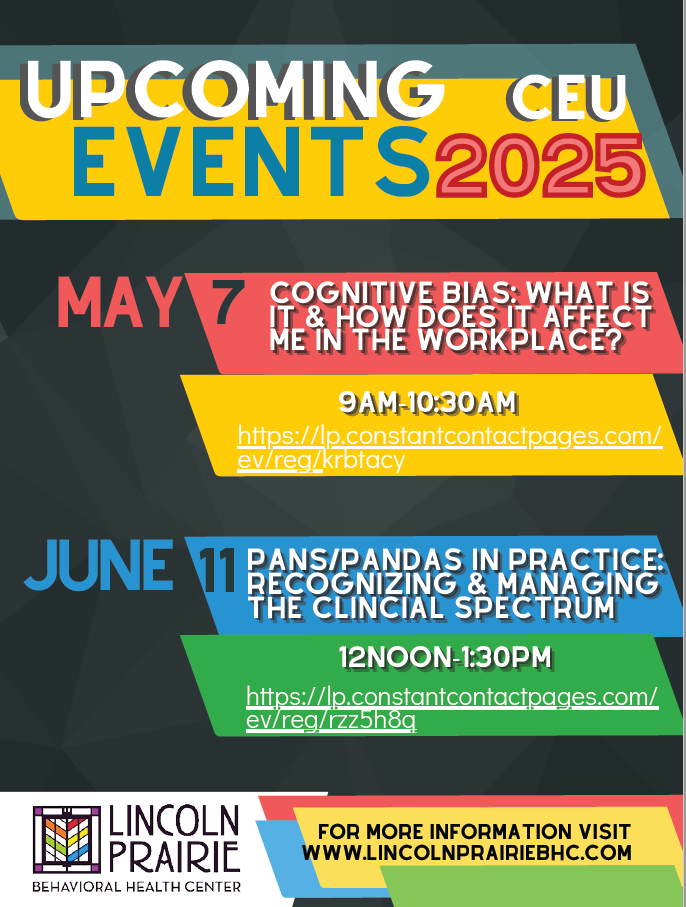 UPCOMING CEU
EVENTS 2025
MAY 7
COGNITIVE BIAS: WHAT IS
IT & HOW DOES IT AFFECT
ME IN THE WORKPLACE?
9AM-10:30AM
https://lp.constantcontactpages.com/
ev/reg/krbtacy
JUNE 11
PANS/PANDAS IN PRACTICE:
RECOGNIZING & MANAGING
THE CLINCIAL SPECTRUM
12NOON-1:30PM
https://lp.constantcontactpages.com/
ev/reg/rzz5h8q
LINCOLN
PRAIRIE
BEHAVIORAL HEALTH CENTER
FOR MORE INFORMATION VISIT
WWW.LINCOLNPRAIRIEBHC.COM